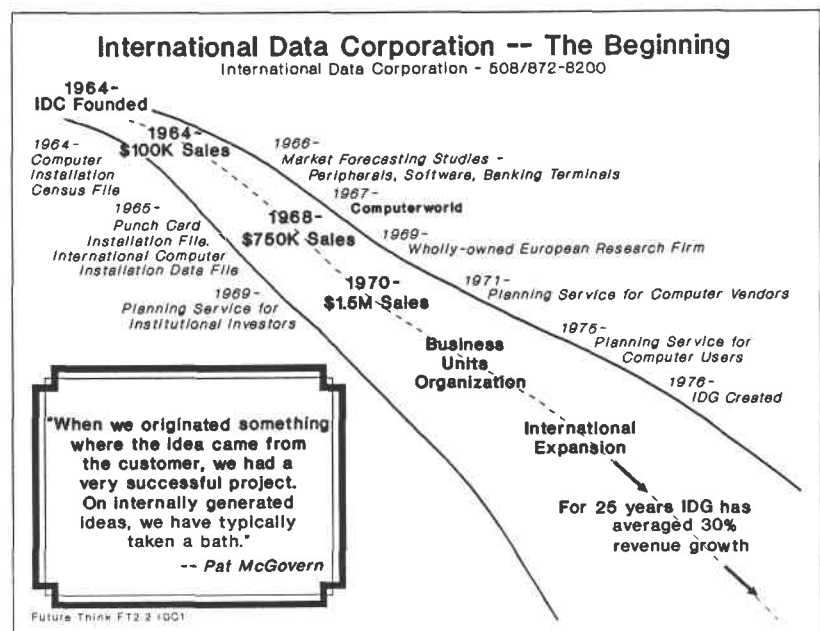 International Data Corporation -- The Beginning
International Data Corporation - 508/872-8200
1964-
IDC Founded
1964-
$100K Sales
1964-
Computer
Installation
Census File
1966-
Market Forecasting Studies -
Peripherals, Software, Banking Terminals
1967-
Computerworld
1965-
Punch Card
Installation File.
International Computer
Installation Data File
1968-
$750K Sales
1969-
Wholly-owned European Research Firm
1969-
Planning Service for
Institutional Investors
1970-
$1.5M Sales
1971-
Planning Service for Computer Vendors
Business
Units
Organization
1975-
Planning Service for
Computer Users
1976-
IDG Created
International
Expansion
For 25 years IDG has
averaged 30%
revenue growth
"When we originated something
where the idea came from
the customer, we had a
very successful project.
On internally generated
ideas, we have typically
taken a bath."
-- Pat McGovern
Future Think FT2.2 IDC1